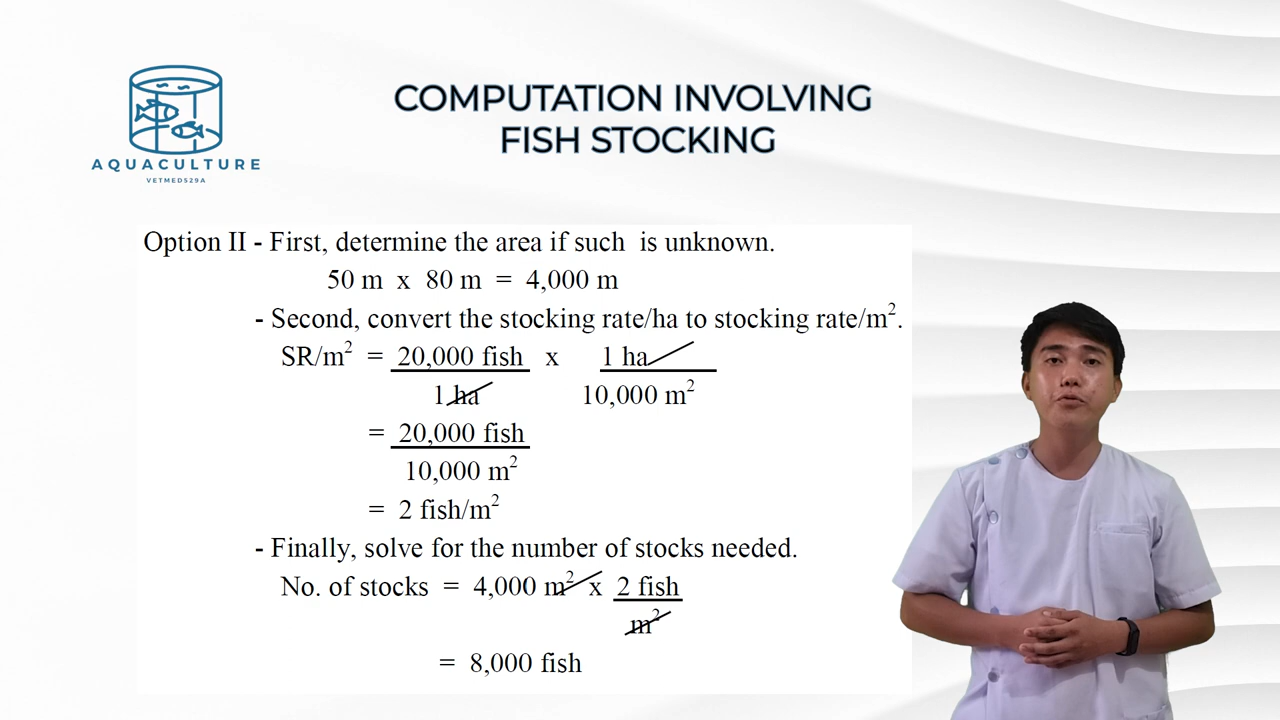 AQUACULTURE
VETMEDS29A
COMPUTATION INVOLVING
FISH STOCKING
Option II - First, determine the area if such is unknown.
50 m x 80 m = 4,000 m
- Second, convert the stocking rate/ha to stocking rate/m².
SR/m² = 20,000 fish x 1 ha
1 ha 10,000 m²
= 20,000 fish
10,000 m²
= 2 fish/m²
- Finally, solve for the number of stocks needed.
No. of stocks = 4,000 m² x 2 fish
m²
= 8,000 fish